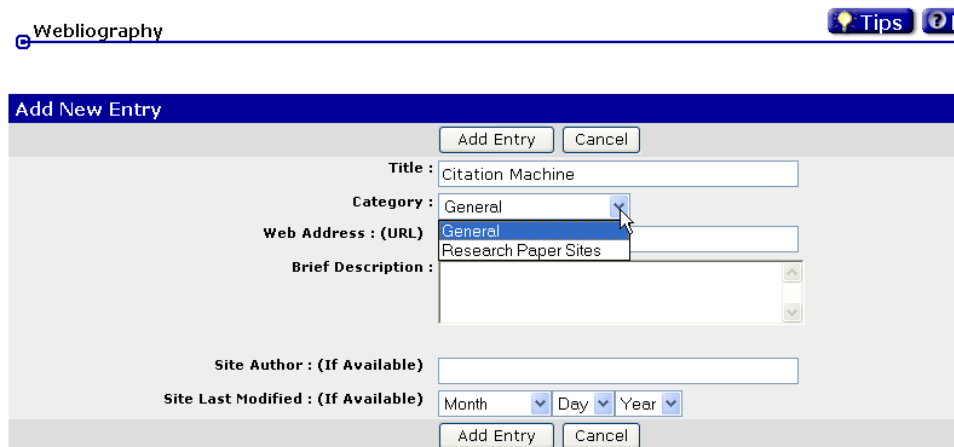 Webliography
Tips
Add New Entry
Add Entry Cancel
Title : Citation Machine
Category : General
General
Web Address : (URL)
Research Paper Sites
Brief Description :
Site Author : (If Available)
Site Last Modified : (If Available) Month Day Year
Add Entry Cancel